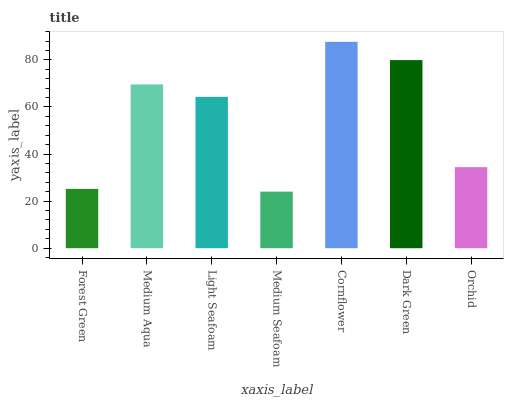 title
yaxis_label
80
60
40
20
0
Forest Green
Medium Aqua
Light Seafoam
Medium Seafoam
Cornflower
Dark Green
Orchid
xaxis_label